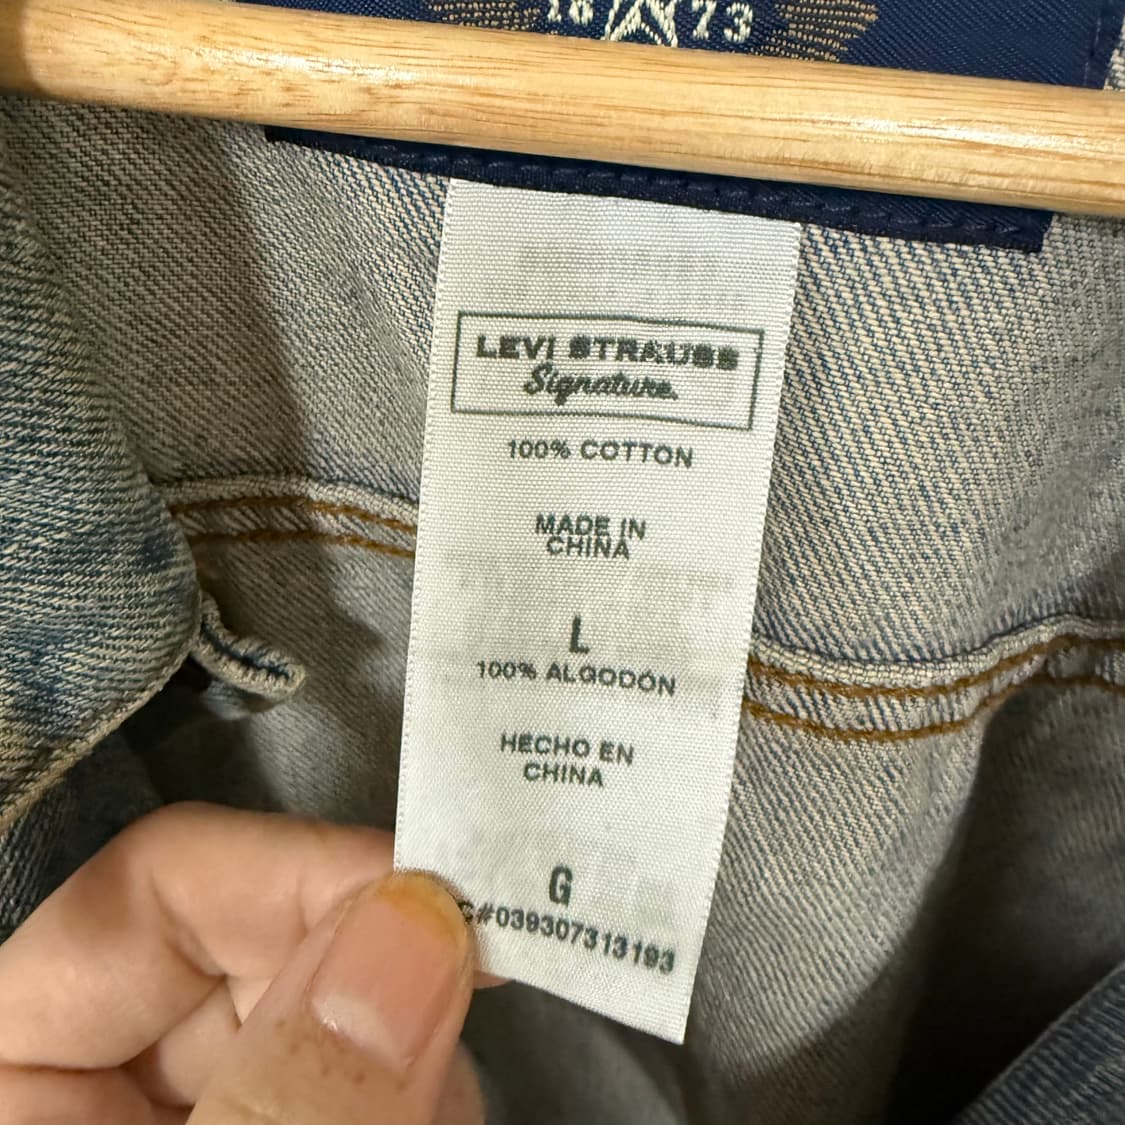 18 73
LEVI STRAUSS
Signature.
100% COTTON
MADE IN
CHINA
L
100% ALGODÓN
HECHO EN
CHINA
G
C#039307313193